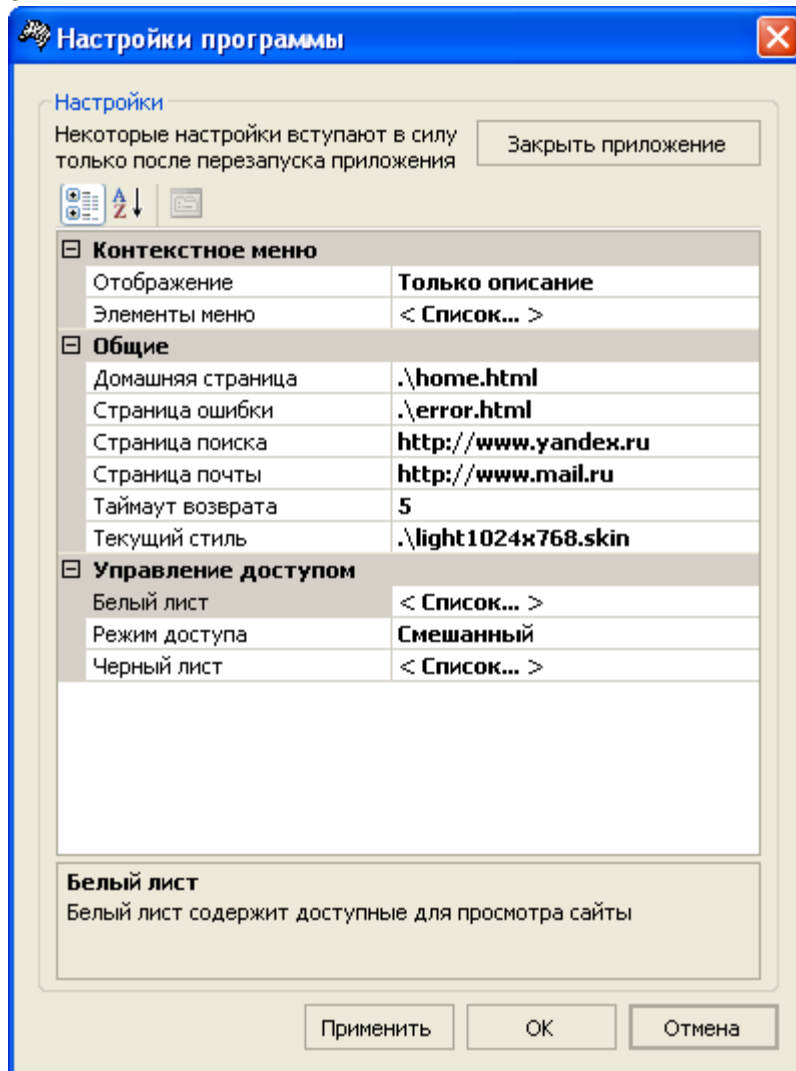 Настройки программы
Настройки
Некоторые настройки вступают в силу
только после перезапуска приложения
Закрыть приложение
Контекстное меню
Отображение Только описание
Элементы меню < Список... >
Общие
Домашняя страница .\home.html
Страница ошибки .\error.html
Страница поиска http://www.yandex.ru
Страница почты http://www.mail.ru
Таймаут возврата 5
Текущий стиль .\light1024x768.skin
Управление доступом
Белый лист < Список... >
Режим доступа Смешанный
Черный лист < Список... >
Белый лист
Белый лист содержит доступные для просмотра сайты
Применить OK Отмена